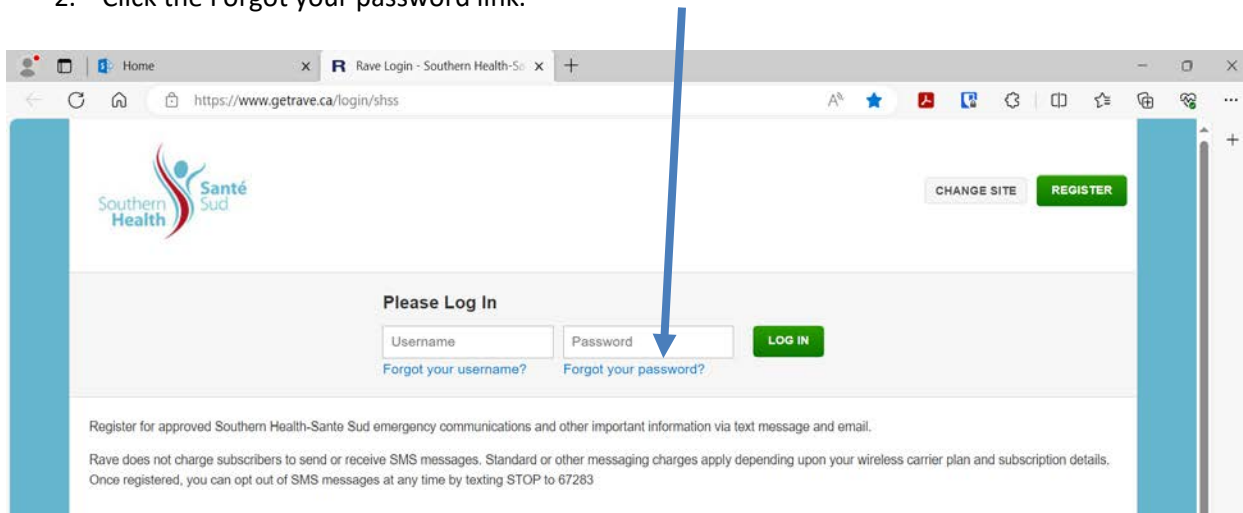 2. Click the Forgot your password link.
Home
R Rave Login - Southern Health-So
https://www.getrave.ca/login/shss
Southern Santé
Health Sud
CHANGE SITE
REGISTER
Please Log In
Username
Password
LOG IN
Forgot your username?
Forgot your password?
Register for approved Southern Health-Sante Sud emergency communications and other important information via text message and email.
Rave does not charge subscribers to send or receive SMS messages. Standard or other messaging charges apply depending upon your wireless carrier plan and subscription details.
Once registered, you can opt out of SMS messages at any time by texting STOP to 67283